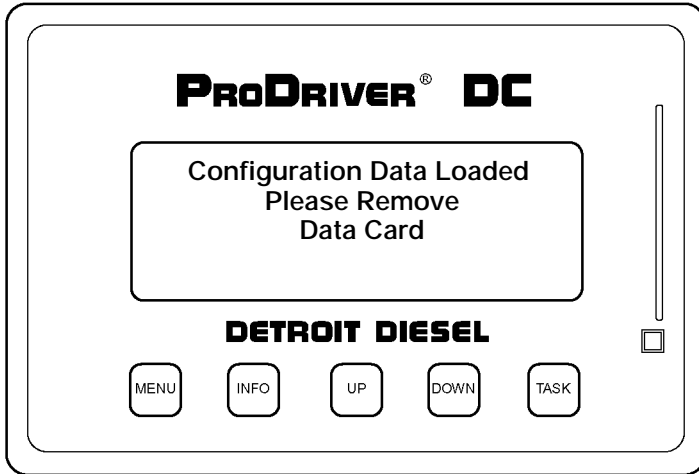 PRODRIVER® DC
Configuration Data Loaded
Please Remove
Data Card
DETROIT DIESEL
MENU INFO UP DOWN TASK